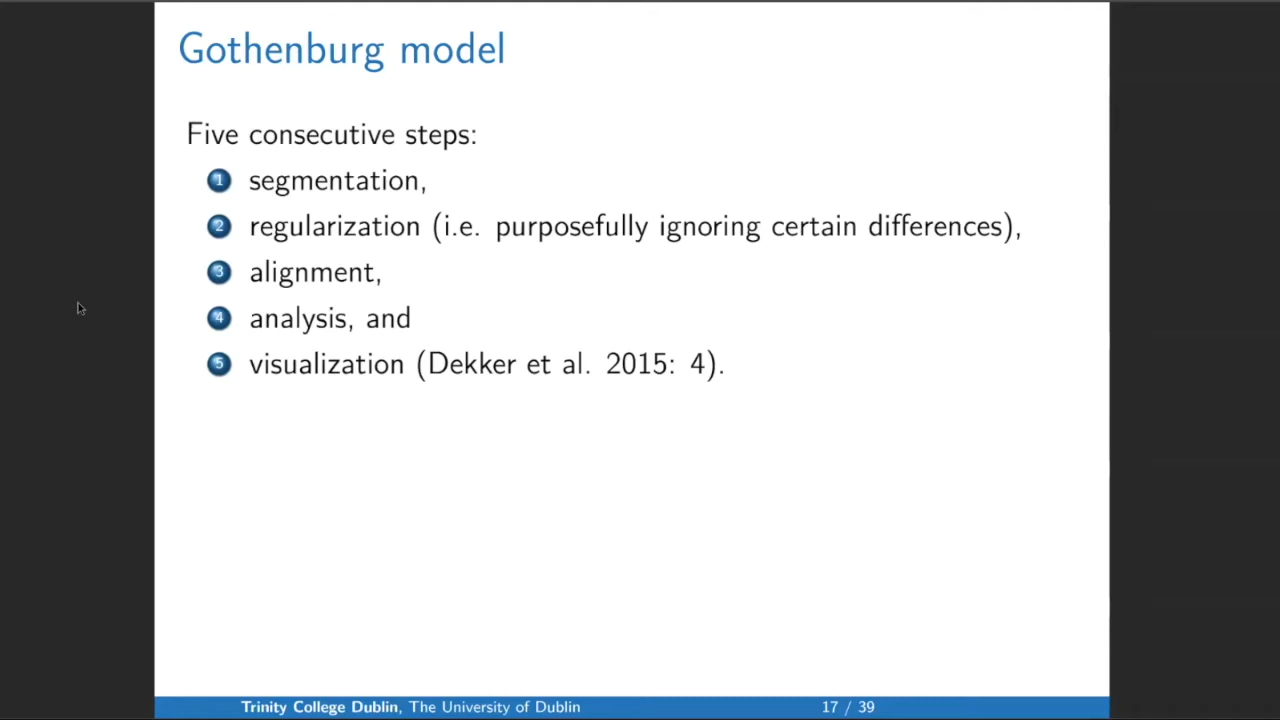 Gothenburg model
Five consecutive steps:
1 segmentation,
2 regularization (i.e. purposefully ignoring certain differences),
3 alignment,
4 analysis, and
5 visualization (Dekker et al. 2015: 4).
Trinity College Dublin, The University of Dublin 17 / 39